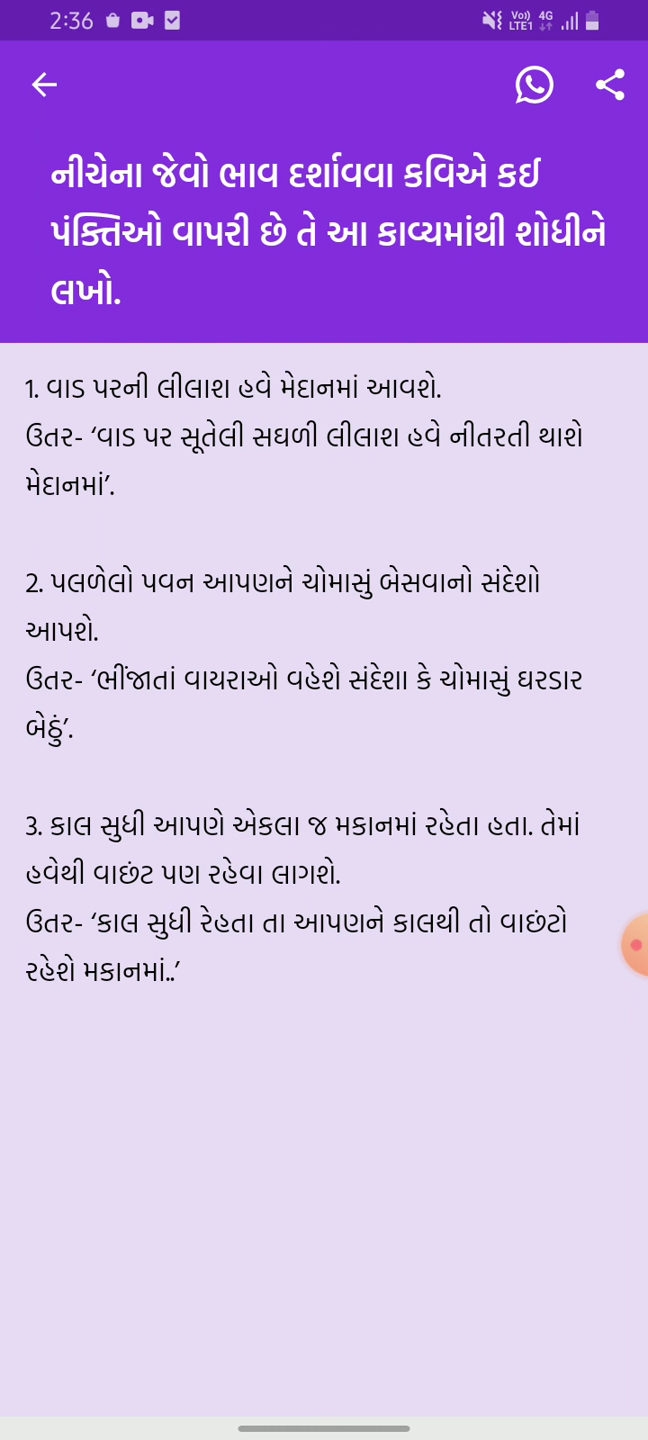 2:36
Vo)) 4G
LTE1
નીચેના જેવો ભાવ દર્શાવવા કવિએ કઈ
પંક્તિઓ વાપરી છે તે આ કાવ્યમાંથી શોધીને
લખો.
1. વાડ પરની લીલાશ હવે મેદાનમાં આવશે.
ઉતર- ‘વાડ પર સૂતેલી સઘળી લીલાશ હવે નીતરતી થાશે
મેદાનમાં’.
2. પલળેલો પવન આપણને ચોમાસું બેસવાનો સંદેશો
આપશે.
ઉતર- ‘ભીંજાતાં વાયરાઓ વહેશે સંદેશા કે ચોમાસું ઘરડાર
બેઠું’.
3. કાલ સુધી આપણે એકલા જ મકાનમાં રહેતા હતા. તેમાં
હવેથી વાછંટ પણ રહેવા લાગશે.
ઉતર- ‘કાલ સુધી રેહતા તા આપણને કાલથી તો વાછંટો
રહેશે મકાનમાં..’